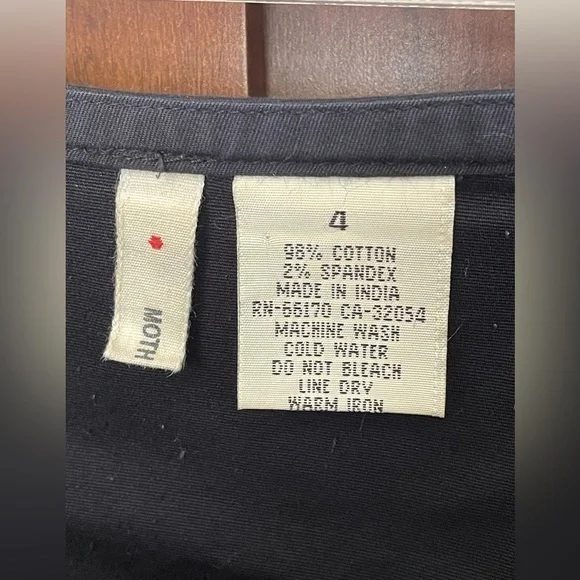 MOTH
4
98% COTTON
2% SPANDEX
MADE IN INDIA
RN-66170 CA-32054
MACHINE WASH
COLD WATER
DO NOT BLEACH
LINE DRY
WARM IRON